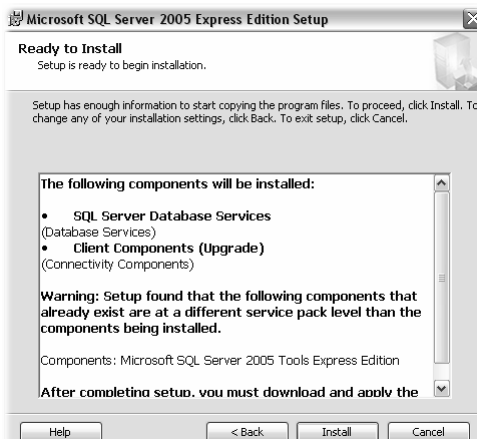 Microsoft SQL Server 2005 Express Edition Setup
Ready to Install
Setup is ready to begin installation.
Setup has enough information to start copying the program files. To proceed, click Install. To
change any of your installation settings, click Back. To exit setup, click Cancel.
The following components will be installed:
• SQL Server Database Services
(Database Services)
• Client Components (Upgrade)
(Connectivity Components)
Warning: Setup found that the following components that
already exist are at a different service pack level than the
components being installed.
Components: Microsoft SQL Server 2005 Tools Express Edition
After completing setup, you must download and apply the
Help < Back Install Cancel